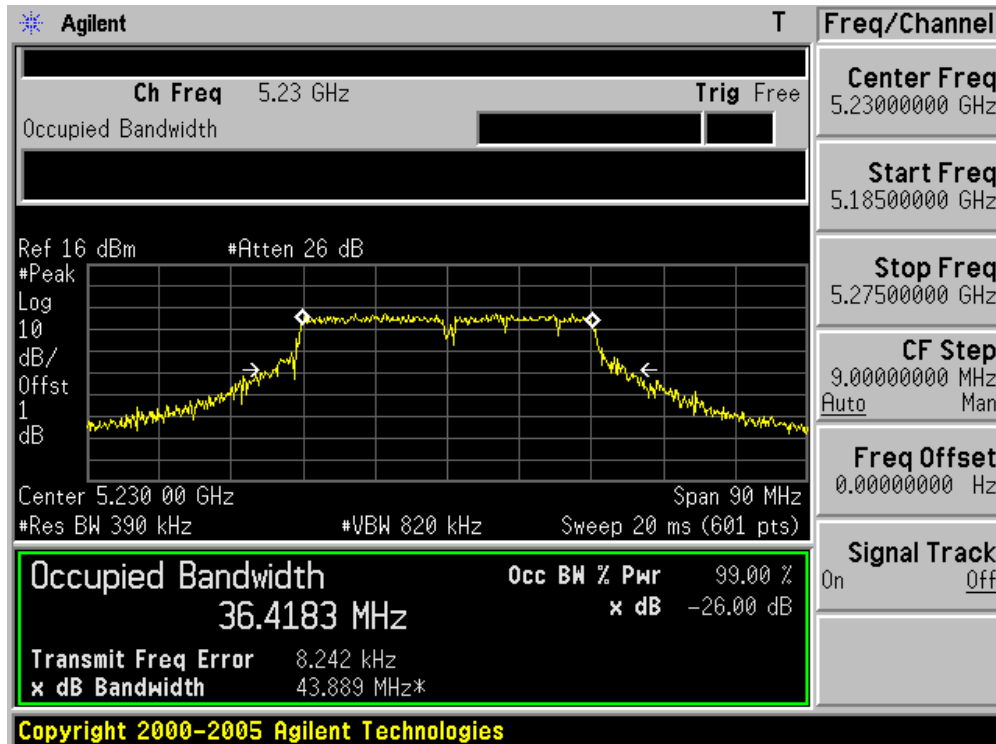 Agilent T
Ch Freq 5.23 GHz Trig Free
Occupied Bandwidth
Ref 16 dBm #Atten 26 dB
#Peak
Log
10
dB/
Offst
1
dB
Center 5.230 00 GHz Span 90 MHz
#Res BW 390 kHz #VBW 820 kHz Sweep 20 ms (601 pts)
Occupied Bandwidth Occ BW % Pwr 99.00 %
36.4183 MHz x dB -26.00 dB
Transmit Freq Error 8.242 kHz
x dB Bandwidth 43.889 MHz*
Copyright 2000-2005 Agilent Technologies
Freq/Channel
Center Freq
5.23000000 GHz
Start Freq
5.18500000 GHz
Stop Freq
5.27500000 GHz
CF Step
9.00000000 MHz
Auto Man
Freq Offset
0.00000000 Hz
Signal Track
On Off